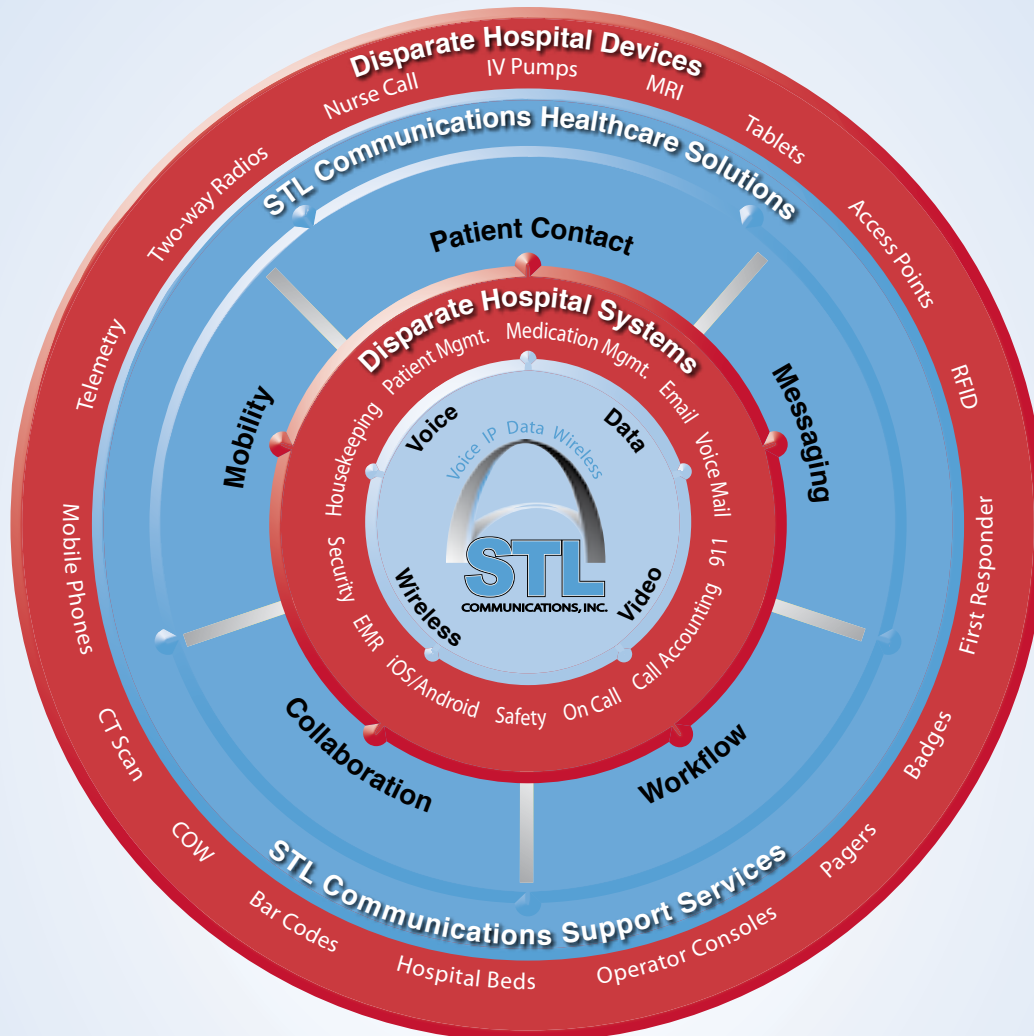 Disparate Hospital Devices
Nurse Call
IV Pumps
MRI
Tablets
Access Points
RFID
First Responder
Badges
Pagers
Operator Consoles
Hospital Beds
Bar Codes
COW
CT Scan
Mobile Phones
Telemetry
Two-way Radios
STL Communications Healthcare Solutions
Patient Contact
Messaging
Workflow
Collaboration
Mobility
STL Communications Support Services
Disparate Hospital Systems
Patient Mgmt.
Medication Mgmt.
Email
Voice Mail
911
Call Accounting
On Call
Safety
iOS/Android
EMR
Security
Housekeeping
Voice
Data
Video
Wireless
Voice IP Data Wireless
STL
COMMUNICATIONS, INC.